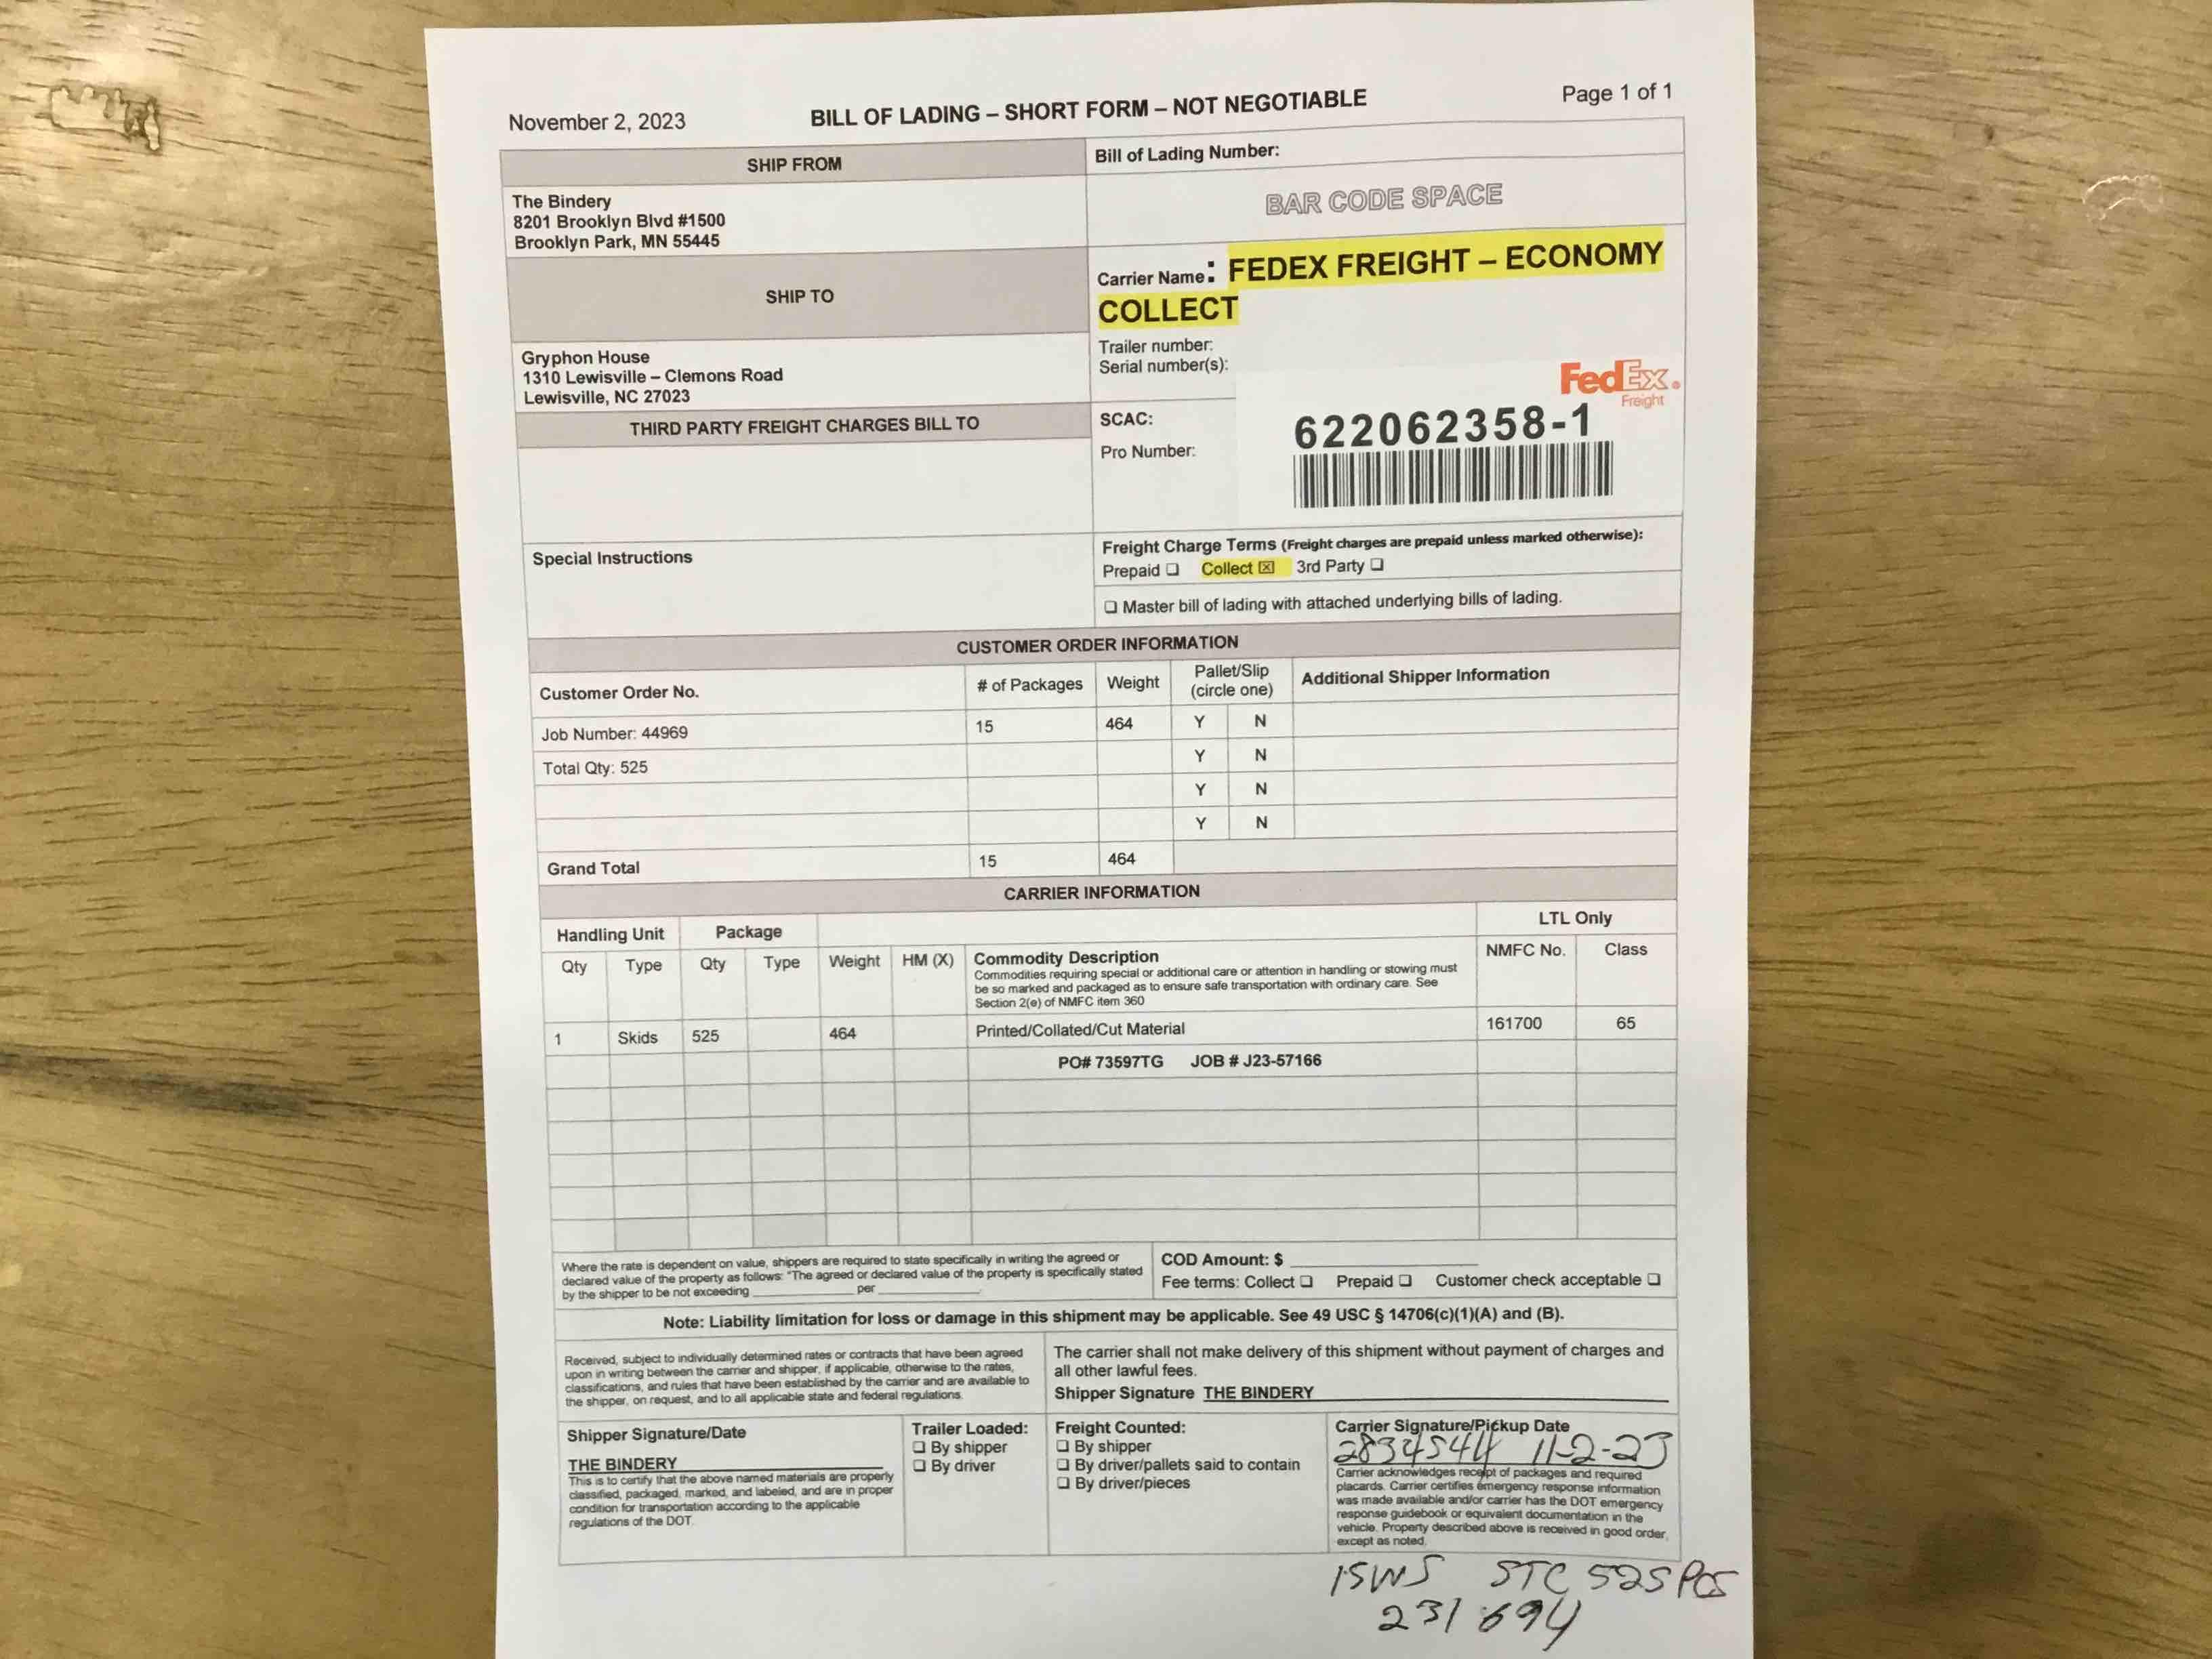 November 2, 2023
BILL OF LADING – SHORT FORM – NOT NEGOTIABLE
Page 1 of 1
SHIP FROM
The Bindery
8201 Brooklyn Blvd #1500
Brooklyn Park, MN 55445
SHIP TO
Gryphon House
1310 Lewisville – Clemons Road
Lewisville, NC 27023
THIRD PARTY FREIGHT CHARGES BILL TO
Special Instructions
Bill of Lading Number:
BAR CODE SPACE
Carrier Name: FEDEX FREIGHT – ECONOMY
COLLECT
Trailer number:
Serial number(s):
FedEx.
Freight
SCAC:
Pro Number:
622062358-1
Freight Charge Terms (Freight charges are prepaid unless marked otherwise):
Prepaid ❑ Collect ☒ 3rd Party ❑
❑ Master bill of lading with attached underlying bills of lading.
CUSTOMER ORDER INFORMATION
Customer Order No. # of Packages Weight Pallet/Slip (circle one) Additional Shipper Information
Job Number: 44969 15 464 Y N
Total Qty: 525 Y N
Y N
Y N
Grand Total 15 464
CARRIER INFORMATION
Handling Unit Package LTL Only
Qty Type Qty Type Weight HM (X) Commodity Description NMFC No. Class
Commodities requiring special or additional care or attention in handling or stowing must
be so marked and packaged as to ensure safe transportation with ordinary care. See
Section 2(e) of NMFC item 360
1 Skids 525 464 Printed/Collated/Cut Material 161700 65
PO# 73597TG JOB # J23-57166
Where the rate is dependent on value, shippers are required to state specifically in writing the agreed or
declared value of the property as follows: "The agreed or declared value of the property is specifically stated
by the shipper to be not exceeding ____________ per ____________.
COD Amount: $ ____________
Fee terms: Collect ❑ Prepaid ❑ Customer check acceptable ❑
Note: Liability limitation for loss or damage in this shipment may be applicable. See 49 USC § 14706(c)(1)(A) and (B).
Received, subject to individually determined rates or contracts that have been agreed
upon in writing between the carrier and shipper, if applicable, otherwise to the rates,
classifications, and rules that have been established by the carrier and are available to
the shipper, on request, and to all applicable state and federal regulations.
The carrier shall not make delivery of this shipment without payment of charges and
all other lawful fees.
Shipper Signature THE BINDERY
Shipper Signature/Date
THE BINDERY
This is to certify that the above named materials are properly
classified, packaged, marked, and labeled, and are in proper
condition for transportation according to the applicable
regulations of the DOT.
Trailer Loaded:
❑ By shipper
❑ By driver
Freight Counted:
❑ By shipper
❑ By driver/pallets said to contain
❑ By driver/pieces
Carrier Signature/Pickup Date
2834544 11-2-23
Carrier acknowledges receipt of packages and required
placards. Carrier certifies emergency response information
was made available and/or carrier has the DOT emergency
response guidebook or equivalent documentation in the
vehicle. Property described above is received in good order,
except as noted.
1SWS STC 525 PCS
231694